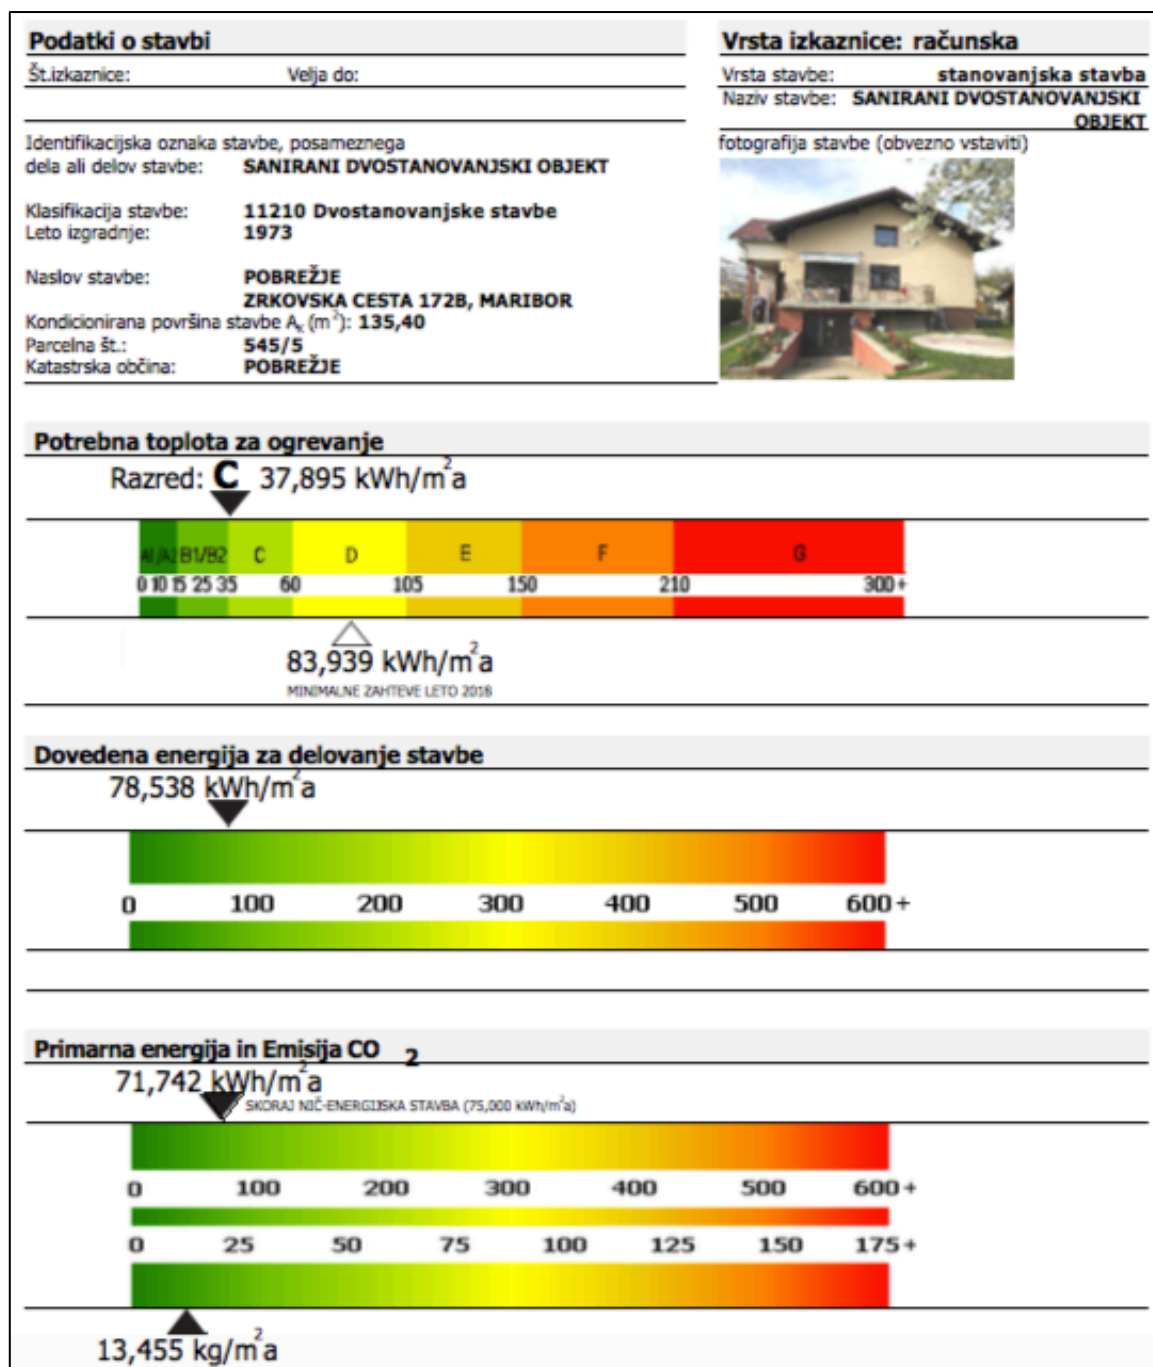 Podatki o stavbi
Št.izkaznice: Velja do:
Identifikacijska oznaka stavbe, posameznega
dela ali delov stavbe: SANIRANI DVOSTANOVANJSKI OBJEKT
Klasifikacija stavbe: 11210 Dvostanovanjske stavbe
Leto izgradnje: 1973
Naslov stavbe: POBREŽJE
ZRKOVSKA CESTA 172B, MARIBOR
Kondicionirana površina stavbe Aₖ (m²): 135,40
Parcelna št.: 545/5
Katastrska občina: POBREŽJE
Vrsta izkaznice: računska
Vrsta stavbe: stanovanjska stavba
Naziv stavbe: SANIRANI DVOSTANOVANJSKI
OBJEKT
fotografija stavbe (obvezno vstaviti)
Potrebna toplota za ogrevanje
Razred: C 37,895 kWh/m²a
A1/A2 B1/B2 C D E F G
0 10 15 25 35 60 105 150 210 300+
83,939 kWh/m²a
MINIMALNE ZAHTEVE LETO 2018
Dovedena energija za delovanje stavbe
78,538 kWh/m²a
0 100 200 300 400 500 600+
Primarna energija in Emisija CO 2
71,742 kWh/m²a
SKORAJ NIČ-ENERGIJSKA STAVBA (75,000 kWh/m²a)
0 100 200 300 400 500 600+
0 25 50 75 100 125 150 175+
13,455 kg/m²a